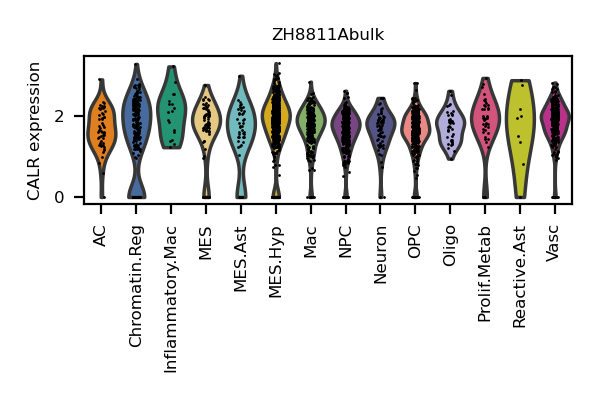 ZH8811Abulk
CALR expression
2
0
AC
Chromatin.Reg
Inflammatory.Mac
MES
MES.Ast
MES.Hyp
Mac
NPC
Neuron
OPC
Oligo
Prolif.Metab
Reactive.Ast
Vasc